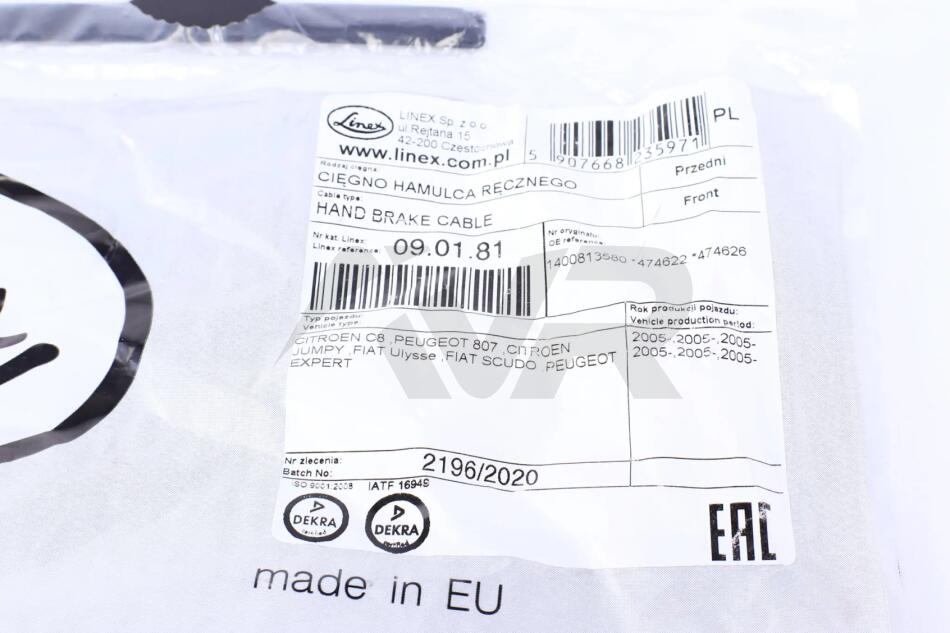 Linex
LINEX Sp. z o.o.
ul.Rejtana 15
42-200 Czestochowa
www.linex.com.pl
5 907668 235971
PL
Rodzaj cięgna:
CIĘGNO HAMULCA RĘCZNEGO
Przedni
Cable type:
HAND BRAKE CABLE
Front
Nr kat. Linex:
Linex reference:
09.01.81
Nr oryginału:
OE reference:
1400813580 *474622 *474626
AVR
Typ pojazdu:
Vehicle type:
Rok produkcji pojazdu:
Vehicle production period:
CITROEN C8 ,PEUGEOT 807 ,CITROEN
JUMPY ,FIAT Ulysse ,FIAT SCUDO ,PEUGEOT
EXPERT
2005-,2005-,2005-
2005-,2005-,2005-
Nr zlecenia:
Batch No:
2196/2020
ISO 9001:2008
IATF 16949
DEKRA
certified
DEKRA
certified
EAC
made in EU